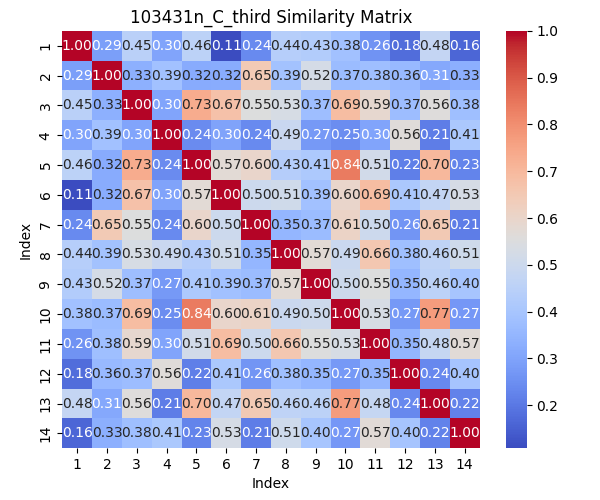 103431n_C_third Similarity Matrix
1 1.00 0.29 0.45 0.30 0.46 0.11 0.24 0.44 0.43 0.38 0.26 0.18 0.48 0.16
2 0.29 1.00 0.33 0.39 0.32 0.32 0.65 0.39 0.52 0.37 0.38 0.36 0.31 0.33
3 0.45 0.33 1.00 0.30 0.73 0.67 0.55 0.53 0.37 0.69 0.59 0.37 0.56 0.38
4 0.30 0.39 0.30 1.00 0.24 0.30 0.24 0.49 0.27 0.25 0.30 0.56 0.21 0.41
5 0.46 0.32 0.73 0.24 1.00 0.57 0.60 0.43 0.41 0.84 0.51 0.22 0.70 0.23
6 0.11 0.32 0.67 0.30 0.57 1.00 0.50 0.51 0.39 0.60 0.69 0.41 0.47 0.53
7 0.24 0.65 0.55 0.24 0.60 0.50 1.00 0.35 0.37 0.61 0.50 0.26 0.65 0.21
8 0.44 0.39 0.53 0.49 0.43 0.51 0.35 1.00 0.57 0.49 0.66 0.38 0.46 0.51
9 0.43 0.52 0.37 0.27 0.41 0.39 0.37 0.57 1.00 0.50 0.55 0.35 0.46 0.40
10 0.38 0.37 0.69 0.25 0.84 0.60 0.61 0.49 0.50 1.00 0.53 0.27 0.77 0.27
11 0.26 0.38 0.59 0.30 0.51 0.69 0.50 0.66 0.55 0.53 1.00 0.35 0.48 0.57
12 0.18 0.36 0.37 0.56 0.22 0.41 0.26 0.38 0.35 0.27 0.35 1.00 0.24 0.40
13 0.48 0.31 0.56 0.21 0.70 0.47 0.65 0.46 0.46 0.77 0.48 0.24 1.00 0.22
14 0.16 0.33 0.38 0.41 0.23 0.53 0.21 0.51 0.40 0.27 0.57 0.40 0.22 1.00
1 2 3 4 5 6 7 8 9 10 11 12 13 14
Index
Index
1.0
0.9
0.8
0.7
0.6
0.5
0.4
0.3
0.2